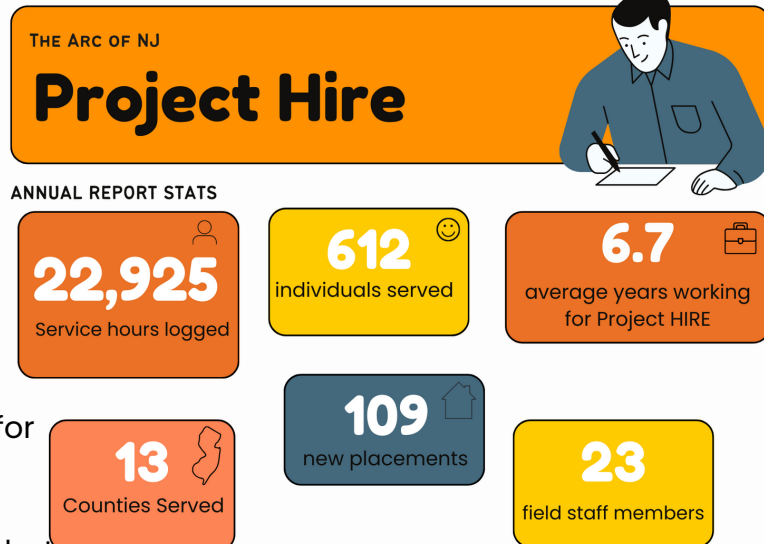 The Arc of NJ
Project Hire
ANNUAL REPORT STATS
22,925
Service hours logged
612
individuals served
6.7
average years working
for Project HIRE
109
new placements
for
13
Counties Served
23
field staff members